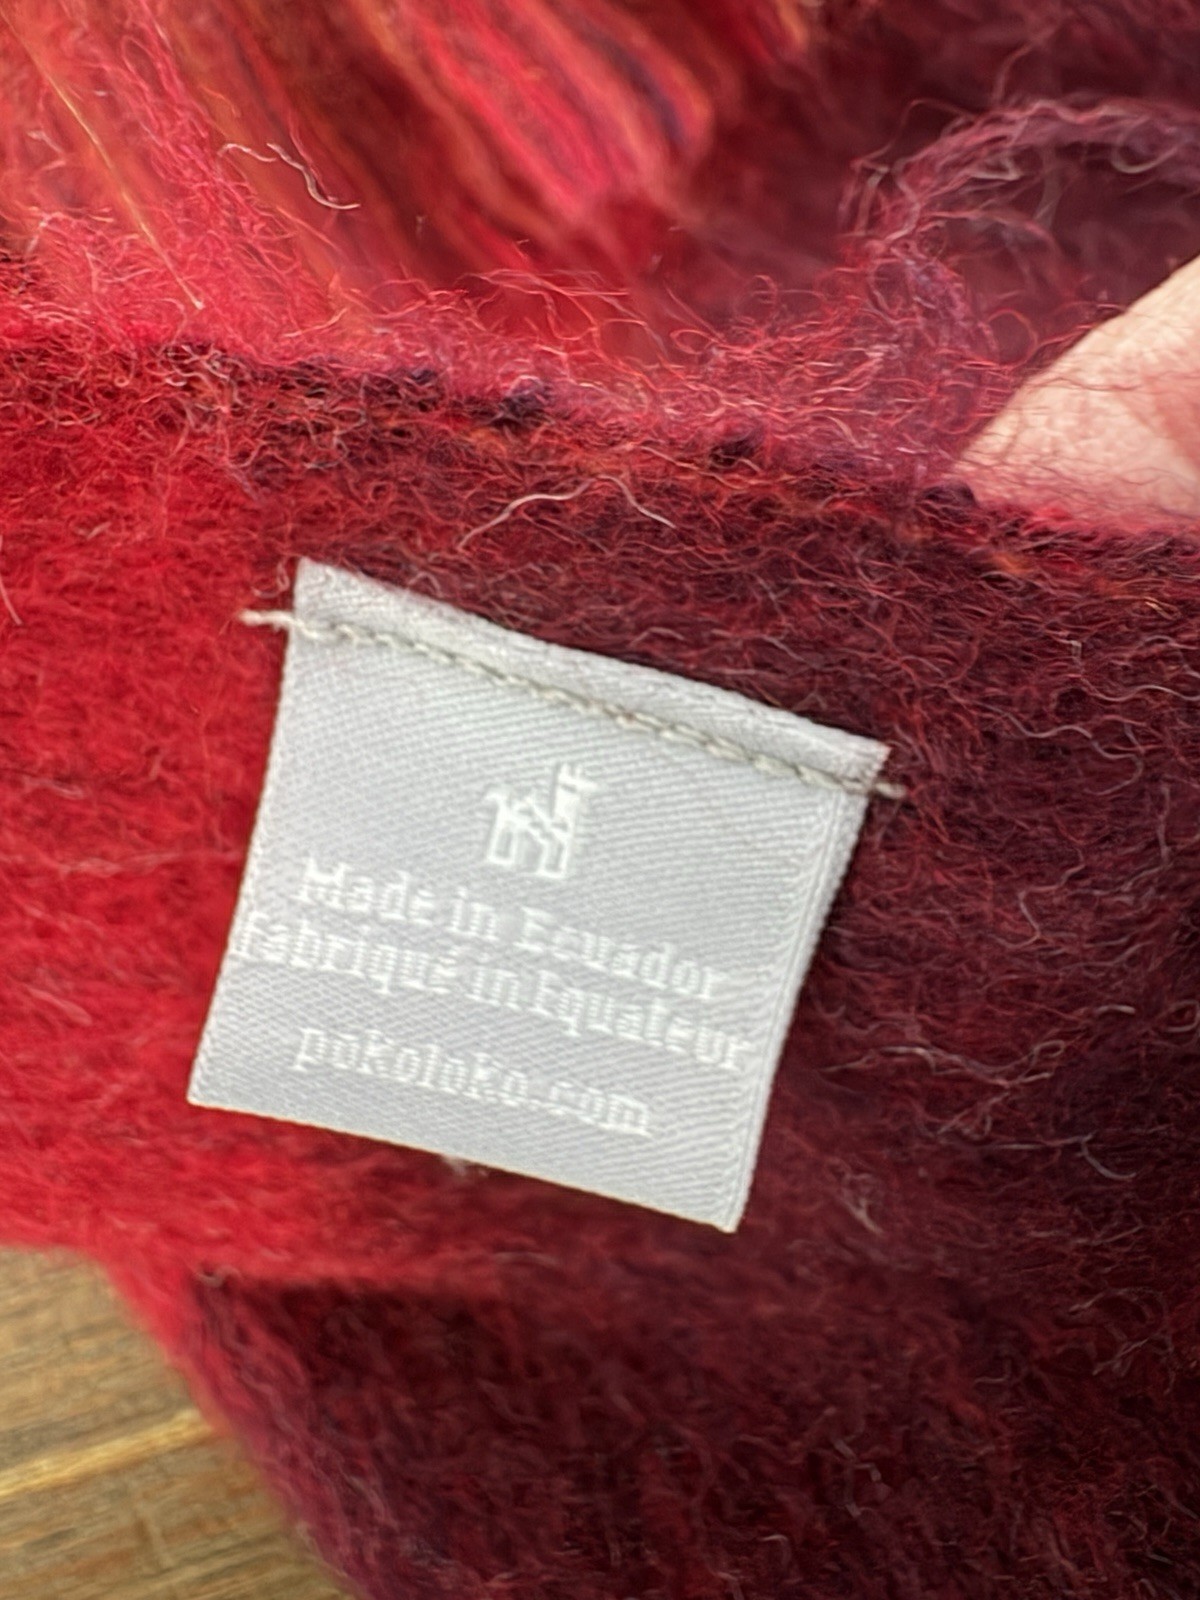 Made in Ecuador
Fabriqué in Equateur
pokoloko.com